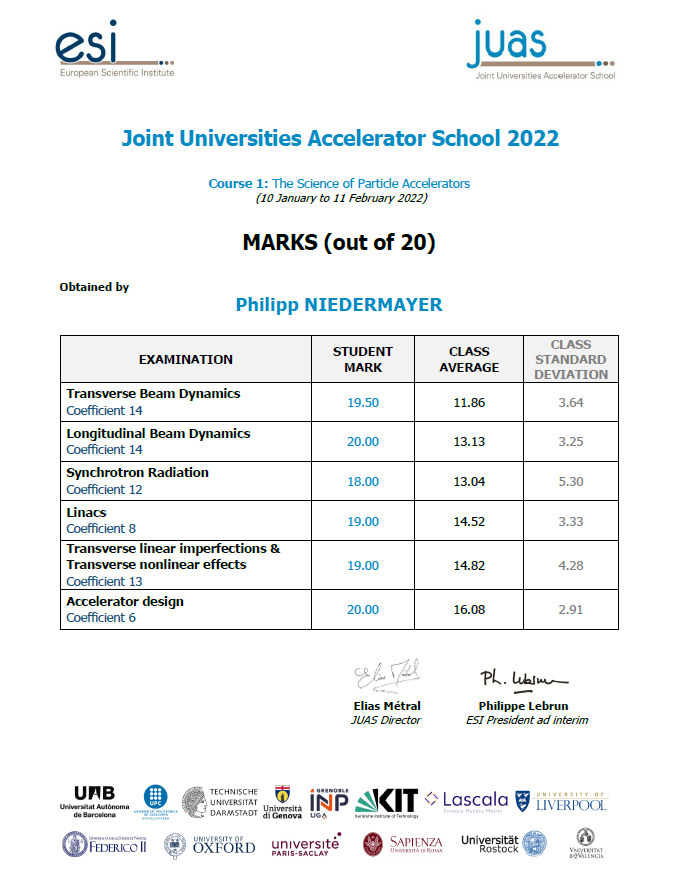 esi
European Scientific Institute
juas
Joint Universities Accelerator School
Joint Universities Accelerator School 2022
Course 1: The Science of Particle Accelerators
(10 January to 11 February 2022)
MARKS (out of 20)
Obtained by
Philipp NIEDERMAYER
EXAMINATION
STUDENT MARK
CLASS AVERAGE
CLASS STANDARD DEVIATION
Transverse Beam Dynamics
Coefficient 14
19.50
11.86
3.64
Longitudinal Beam Dynamics
Coefficient 14
20.00
13.13
3.25
Synchrotron Radiation
Coefficient 12
18.00
13.04
5.30
Linacs
Coefficient 8
19.00
14.52
3.33
Transverse linear imperfections &
Transverse nonlinear effects
Coefficient 13
19.00
14.82
4.28
Accelerator design
Coefficient 6
20.00
16.08
2.91
Elias Métral
JUAS Director
Ph. Lebrun
Philippe Lebrun
ESI President ad interim
UAB
Universitat Autònoma
de Barcelona
UPC
TECHNISCHE
UNIVERSITÄT
DARMSTADT
Università
di Genova
GRENOBLE
INP
UGA
KIT
Karlsruhe Institute of Technology
Lascala
Erasmus Mundus Master
UNIVERSITY OF
LIVERPOOL
FEDERICO II
UNIVERSITY OF
OXFORD
université
PARIS-SACLAY
SAPIENZA
UNIVERSITÀ DI ROMA
Universität
Rostock
VNIVERSITAT
DE VALÈNCIA